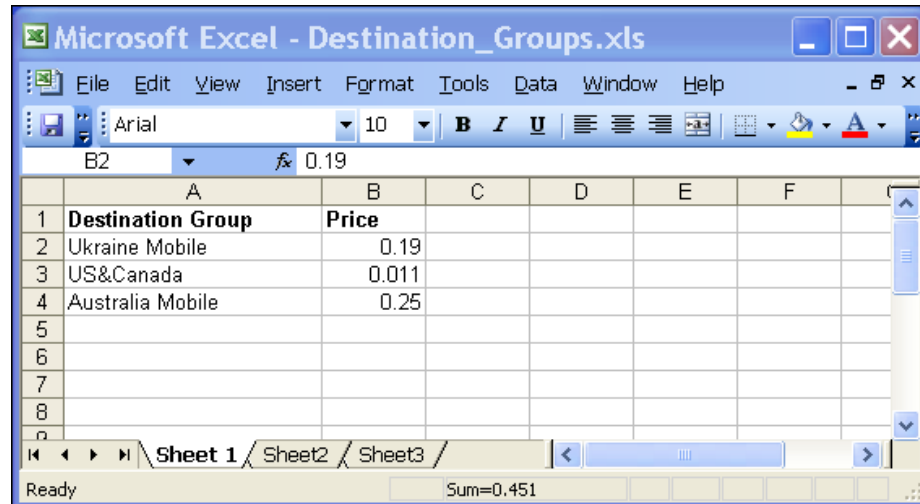 Microsoft Excel - Destination_Groups.xls
File Edit View Insert Format Tools Data Window Help
Arial 10 B I U A
B2 fx 0.19
A B C D E F
1 Destination Group Price
2 Ukraine Mobile 0.19
3 US&Canada 0.011
4 Australia Mobile 0.25
5
6
7
8
Sheet 1 Sheet2 Sheet3
Ready Sum=0.451